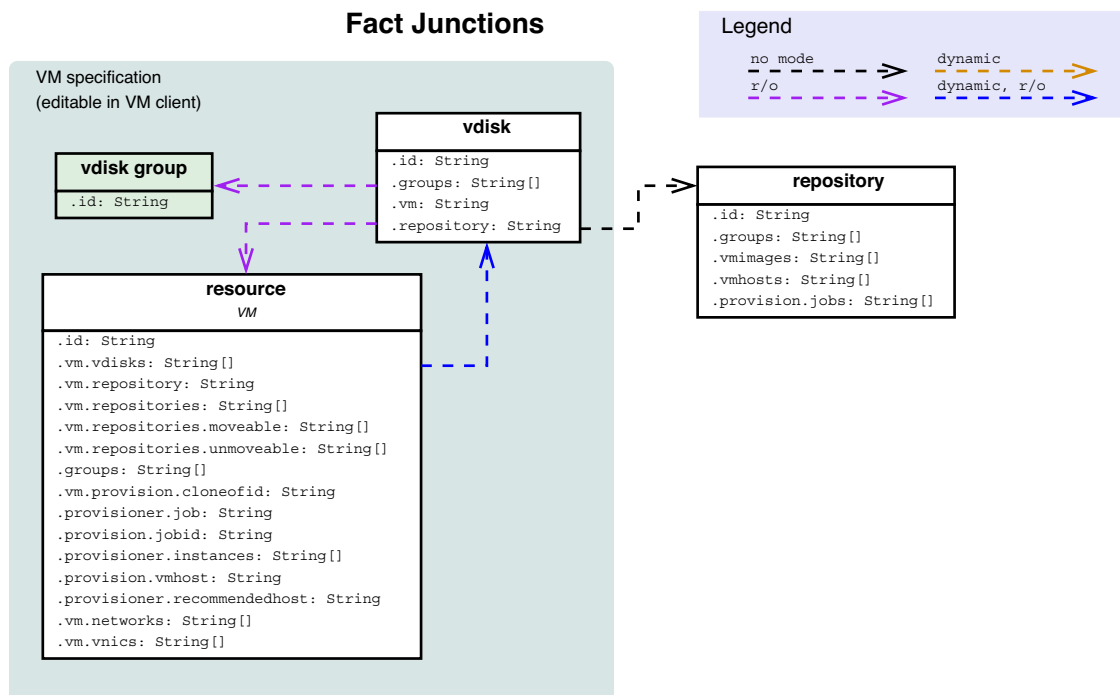 Fact Junctions
Legend
no mode
dynamic
r/o
dynamic, r/o
VM specification
(editable in VM client)
vdisk
.id: String
.groups: String[]
.vm: String
.repository: String
vdisk group
.id: String
repository
.id: String
.groups: String[]
.vmimages: String[]
.vmhosts: String[]
.provision.jobs: String[]
resource
VM
.id: String
.vm.vdisks: String[]
.vm.repository: String
.vm.repositories: String[]
.vm.repositories.moveable: String[]
.vm.repositories.unmoveable: String[]
.groups: String[]
.vm.provision.cloneofid: String
.provisioner.job: String
.provision.jobid: String
.provisioner.instances: String[]
.provision.vmhost: String
.provisioner.recommendedhost: String
.vm.networks: String[]
.vm.vnics: String[]